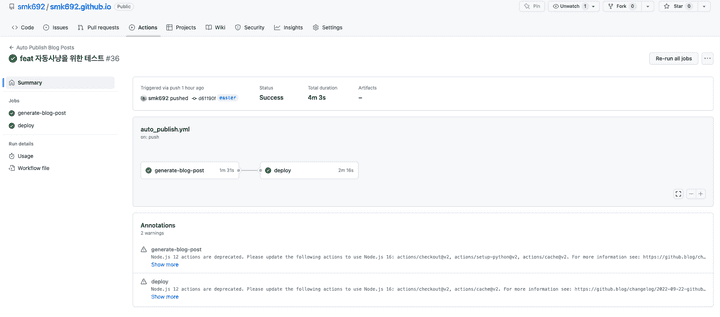 smk692 / smk692.github.io Public
Pin Unwatch 1 Fork 0 Star 0
Code Issues Pull requests Actions Projects Wiki Security Insights Settings
← Auto Publish Blog Posts
feat 자동사냥을 위한 테스트 #36
Re-run all jobs
Summary
Jobs
generate-blog-post
deploy
Run details
Usage
Workflow file
Triggered via push 1 hour ago
smk692 pushed
master
Status
Success
Total duration
4m 3s
Artifacts
–
auto_publish.yml
on: push
generate-blog-post 1m 31s
deploy 2m 16s
Annotations
2 warnings
generate-blog-post
Node.js 12 actions are deprecated. Please update the following actions to use Node.js 16: actions/checkout@v2, actions/setup-python@v2, actions/cache@v2. For more information see: https://github.blog/ch…
Show more
deploy
Node.js 12 actions are deprecated. Please update the following actions to use Node.js 16: actions/checkout@v2, actions/cache@v2. For more information see: https://github.blog/changelog/2022-09-22-github…
Show more